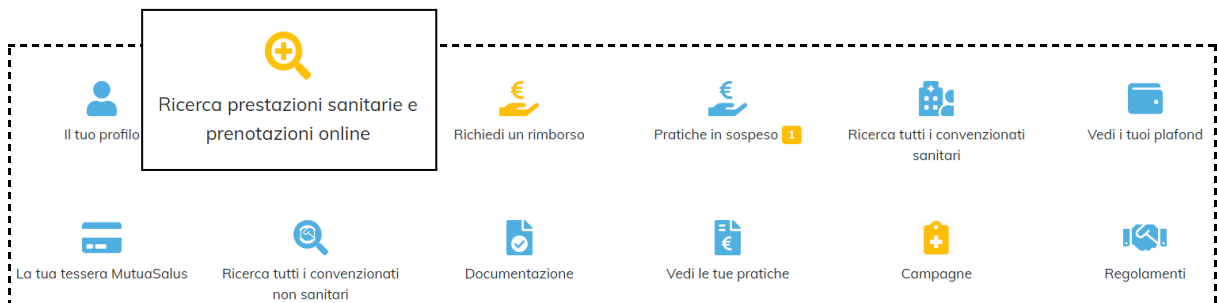 Ricerca prestazioni sanitarie e
prenotazioni online
Il tuo profilo
Richiedi un rimborso
Pratiche in sospeso 1
Ricerca tutti i convenzionati
sanitari
Vedi i tuoi plafond
La tua tessera MutuaSalus
Ricerca tutti i convenzionati
non sanitari
Documentazione
Vedi le tue pratiche
Campagne
Regolamenti